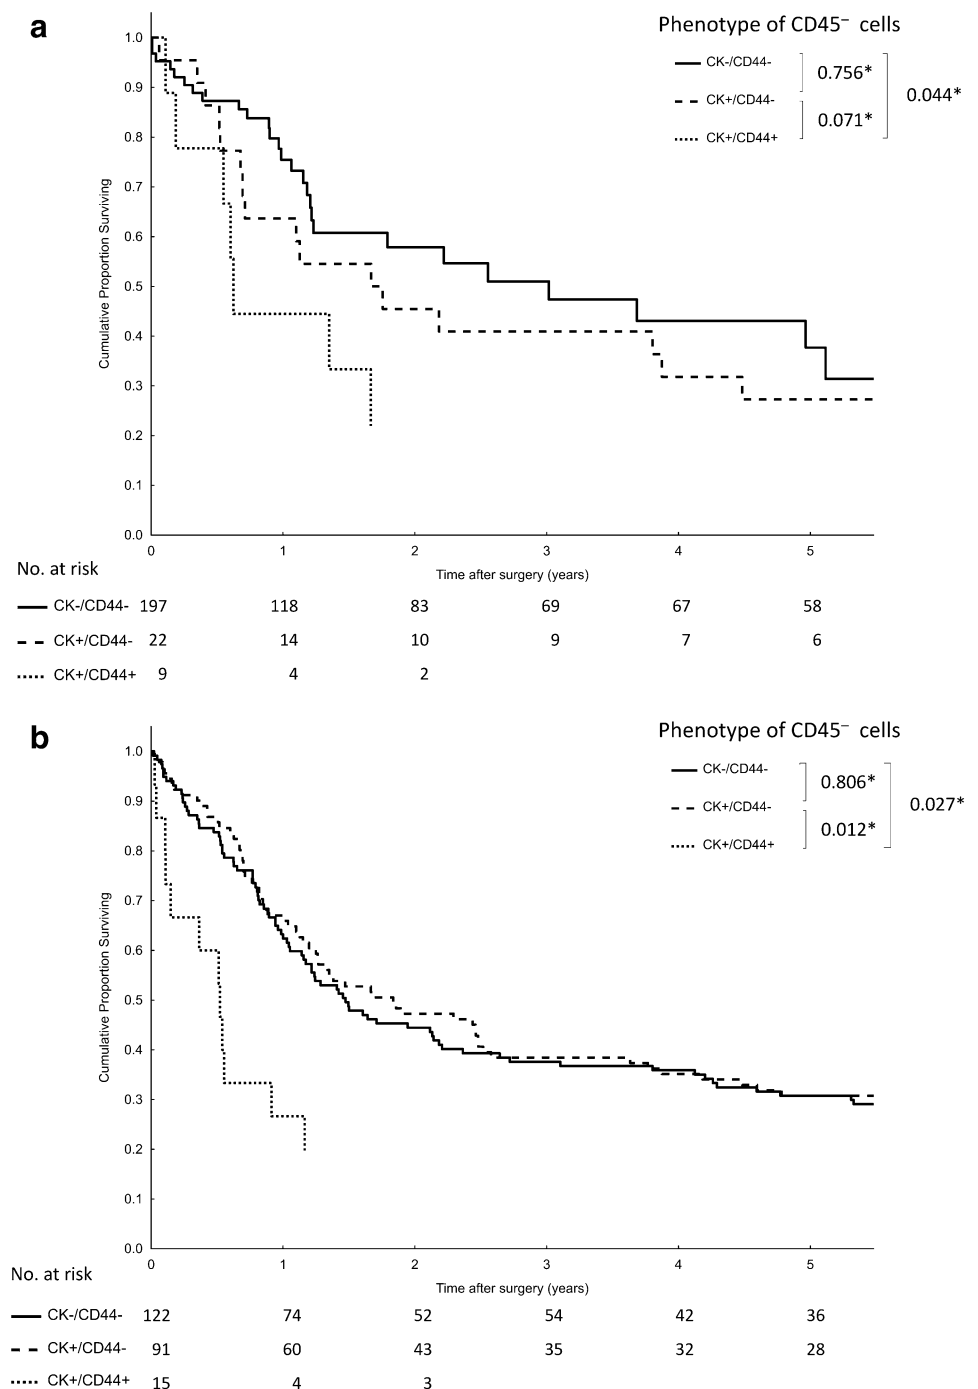 a
Phenotype of CD45⁻ cells
CK-/CD44-
CK+/CD44-
CK+/CD44+
0.756*
0.071*
0.044*
Cumulative Proportion Surviving
1.0
0.9
0.8
0.7
0.6
0.5
0.4
0.3
0.2
0.1
0.0
0 1 2 3 4 5
Time after surgery (years)
No. at risk
CK-/CD44- 197 118 83 69 67 58
CK+/CD44- 22 14 10 9 7 6
CK+/CD44+ 9 4 2
b
Phenotype of CD45⁻ cells
CK-/CD44-
CK+/CD44-
CK+/CD44+
0.806*
0.012*
0.027*
Cumulative Proportion Surviving
1.0
0.9
0.8
0.7
0.6
0.5
0.4
0.3
0.2
0.1
0.0
0 1 2 3 4 5
Time after surgery (years)
No. at risk
CK-/CD44- 122 74 52 54 42 36
CK+/CD44- 91 60 43 35 32 28
CK+/CD44+ 15 4 3